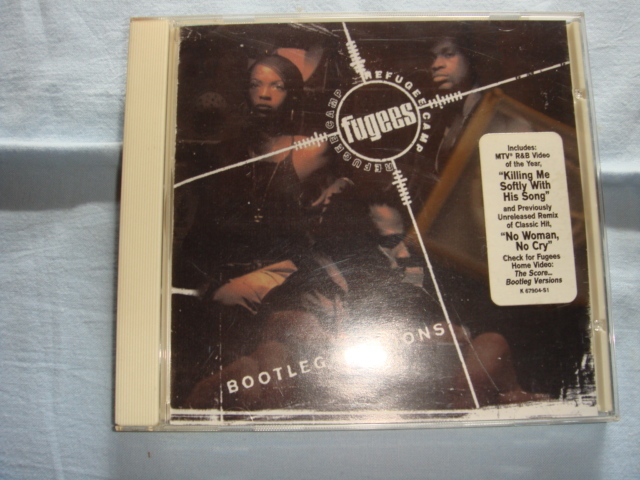 REFUGEE CAMP
fugees
REFUGEE CAMP
Includes:
MTV® R&B Video
of the Year,
"Killing Me
Softly With
His Song"
and Previously
Unreleased Remix
of Classic Hit,
"No Woman,
No Cry"
Check for Fugees
Home Video:
The Score...
Bootleg Versions
K 67904-S1
BOOTLEG